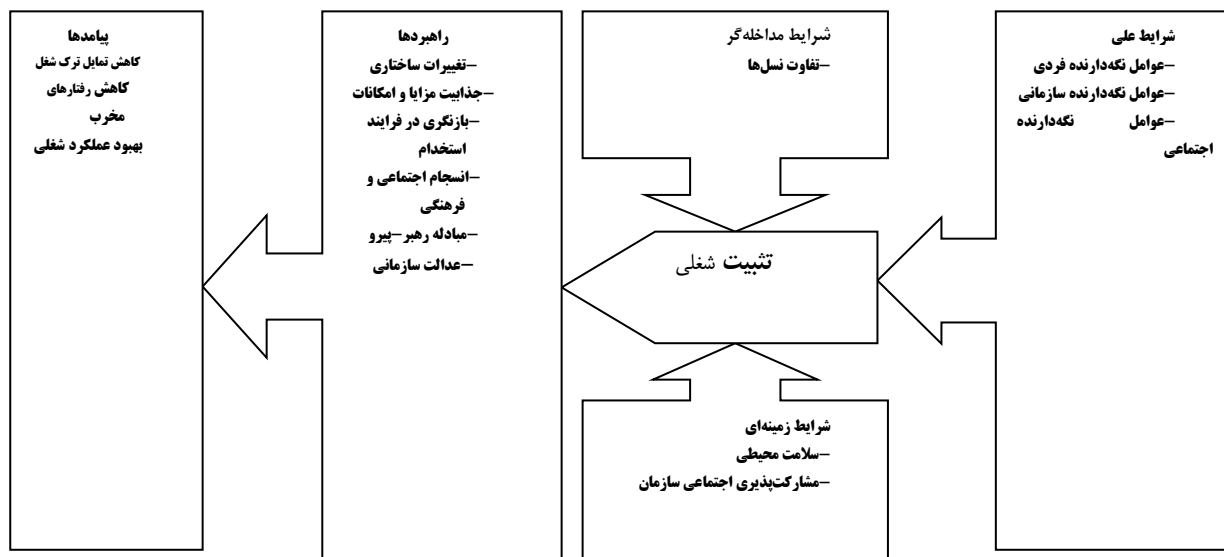 شرایط علی
–عوامل نگه‌دارنده فردی
–عوامل نگه‌دارنده سازمانی
–عوامل نگه‌دارنده
اجتماعی
شرایط مداخله‌گر
–تفاوت نسل‌ها
تثبیت شغلی
شرایط زمینه‌ای
–سلامت محیطی
–مشارکت‌پذیری اجتماعی سازمان
راهبردها
–تغییرات ساختاری
–جذابیت مزایا و امکانات
–بازنگری در فرایند
استخدام
–انسجام اجتماعی و
فرهنگی
–مبادله رهبر–پیرو
–عدالت سازمانی
پیامدها
کاهش تمایل ترک شغل
کاهش رفتارهای
مخرب
بهبود عملکرد شغلی